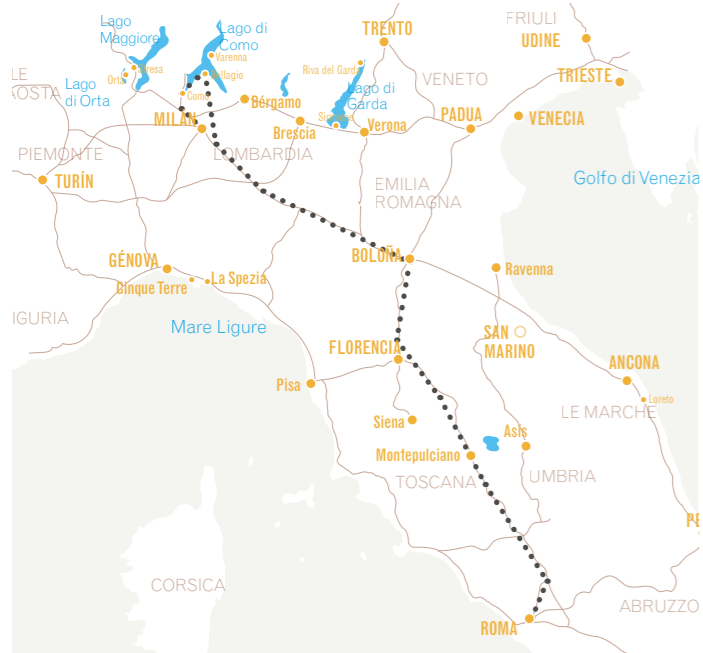 Lago
Maggiore
Lago di
Como
TRENTO
FRIULI
UDINE
Varenna
Stresa
Orta
Bellagio
Riva del Garda
VENETO
TRIESTE
LE
Lago
di Orta
Como
Lago di
Garda
Bérgamo
MILÁN
Sirmione
PADUA
VENECIA
Brescia
Verona
PIEMONTE
LOMBARDIA
TURÍN
EMILIA
ROMAGNA
Golfo di Venezia
GÉNOVA
BOLOÑA
Ravenna
Cinque Terre
La Spezia
IGURIA
Mare Ligure
SAN
MARINO
FLORENCIA
ANCONA
Pisa
Loreto
LE MARCHE
Siena
Asís
Montepulciano
TOSCANA
UMBRIA
PE
CORSICA
ABRUZZO
ROMA